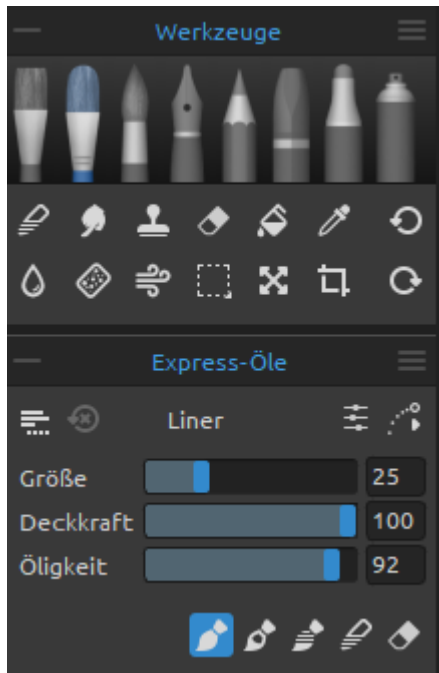 Werkzeuge
Express-Öle
Liner
Größe 25
Deckkraft 100
Öligkeit 92